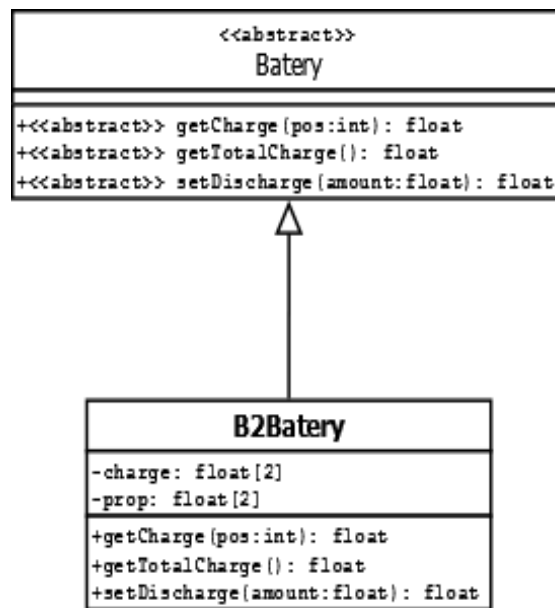 <<abstract>>
Batery
+<<abstract>> getCharge(pos:int): float
+<<abstract>> getTotalCharge(): float
+<<abstract>> setDischarge(amount:float): float
B2Batery
-charge: float[2]
-prop: float[2]
+getCharge(pos:int): float
+getTotalCharge(): float
+setDischarge(amount:float): float